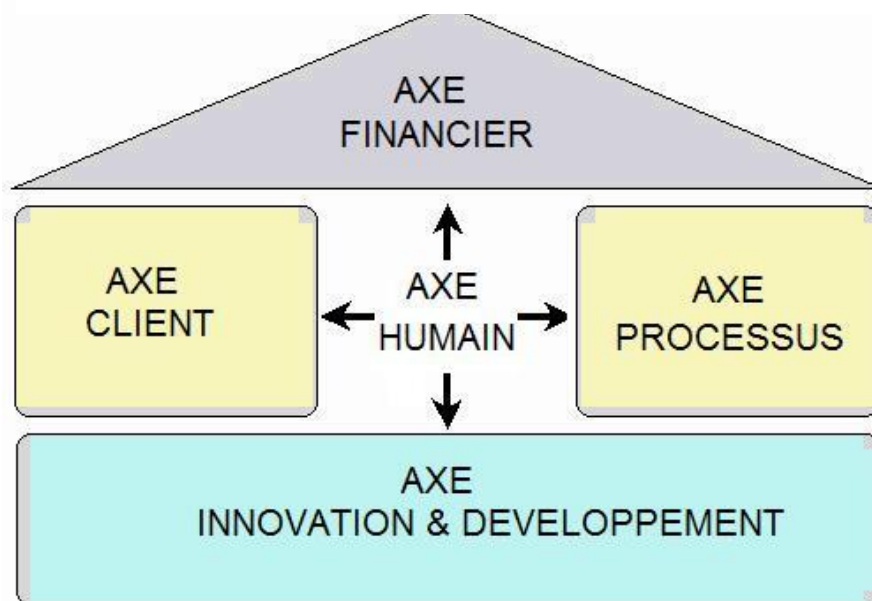 AXE
FINANCIER
AXE
CLIENT
AXE
HUMAIN
AXE
PROCESSUS
AXE
INNOVATION & DEVELOPPEMENT